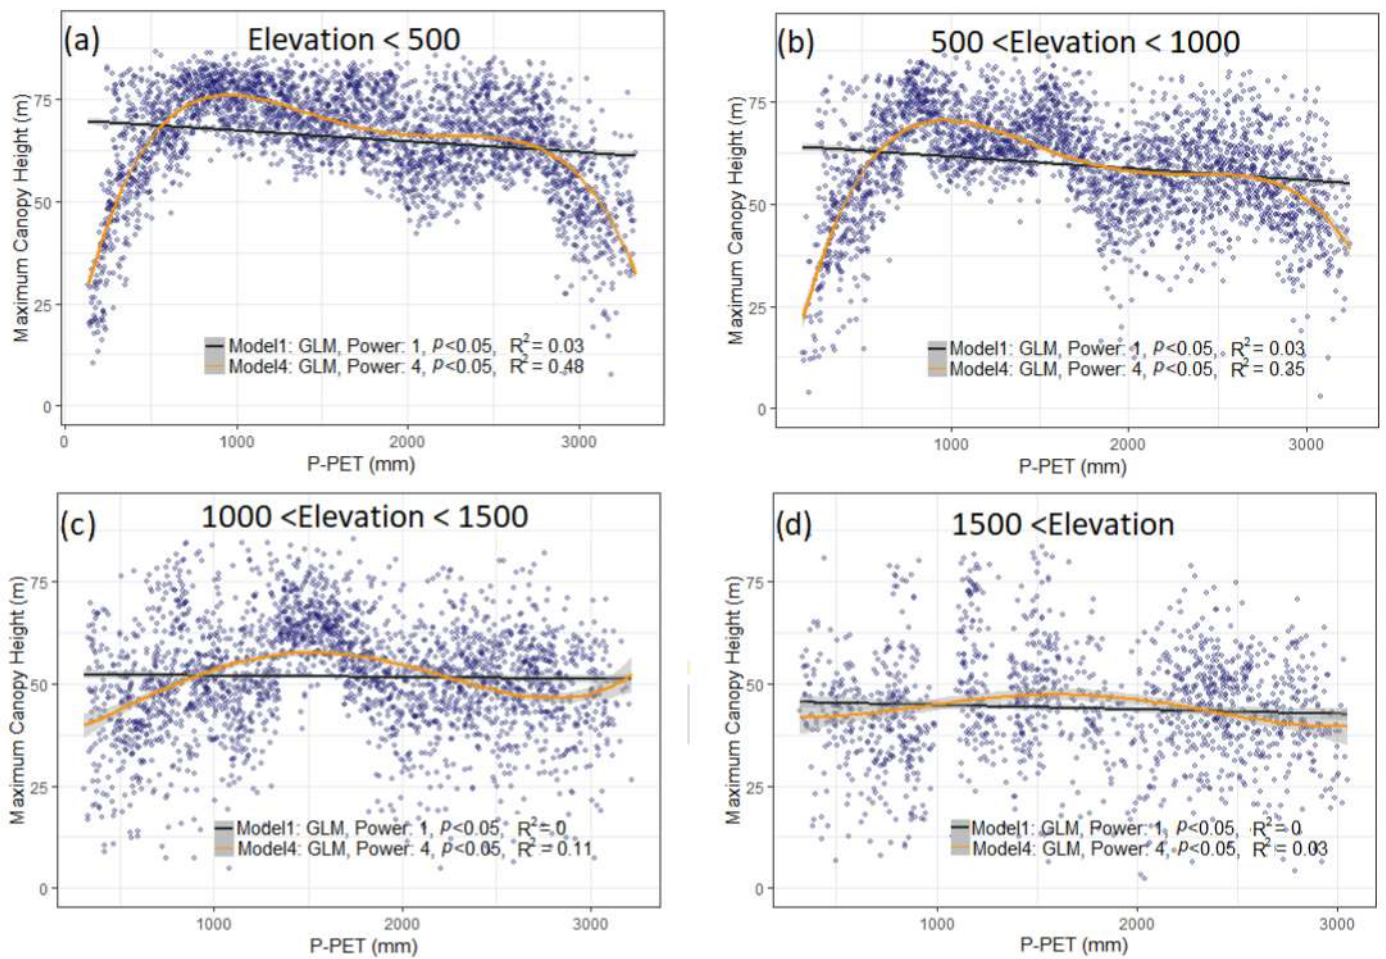 (a) Elevation < 500
Maximum Canopy Height (m)
75
50
25
0
Model1: GLM, Power: 1, p<0.05, R²= 0.03
Model4: GLM, Power: 4, p<0.05, R²= 0.48
0 1000 2000 3000
P-PET (mm)
(b) 500 <Elevation < 1000
Maximum Canopy Height (m)
75
50
25
0
Model1: GLM, Power: 1, p<0.05, R²= 0.03
Model4: GLM, Power: 4, p<0.05, R²= 0.35
1000 2000 3000
P-PET (mm)
(c) 1000 <Elevation < 1500
Maximum Canopy Height (m)
75
50
25
0
Model1: GLM, Power: 1, p<0.05, R²= 0
Model4: GLM, Power: 4, p<0.05, R²= 0.11
1000 2000 3000
P-PET (mm)
(d) 1500 <Elevation
Maximum Canopy Height (m)
75
50
25
0
Model1: GLM, Power: 1, p<0.05, R²= 0
Model4: GLM, Power: 4, p<0.05, R²= 0.03
1000 2000 3000
P-PET (mm)